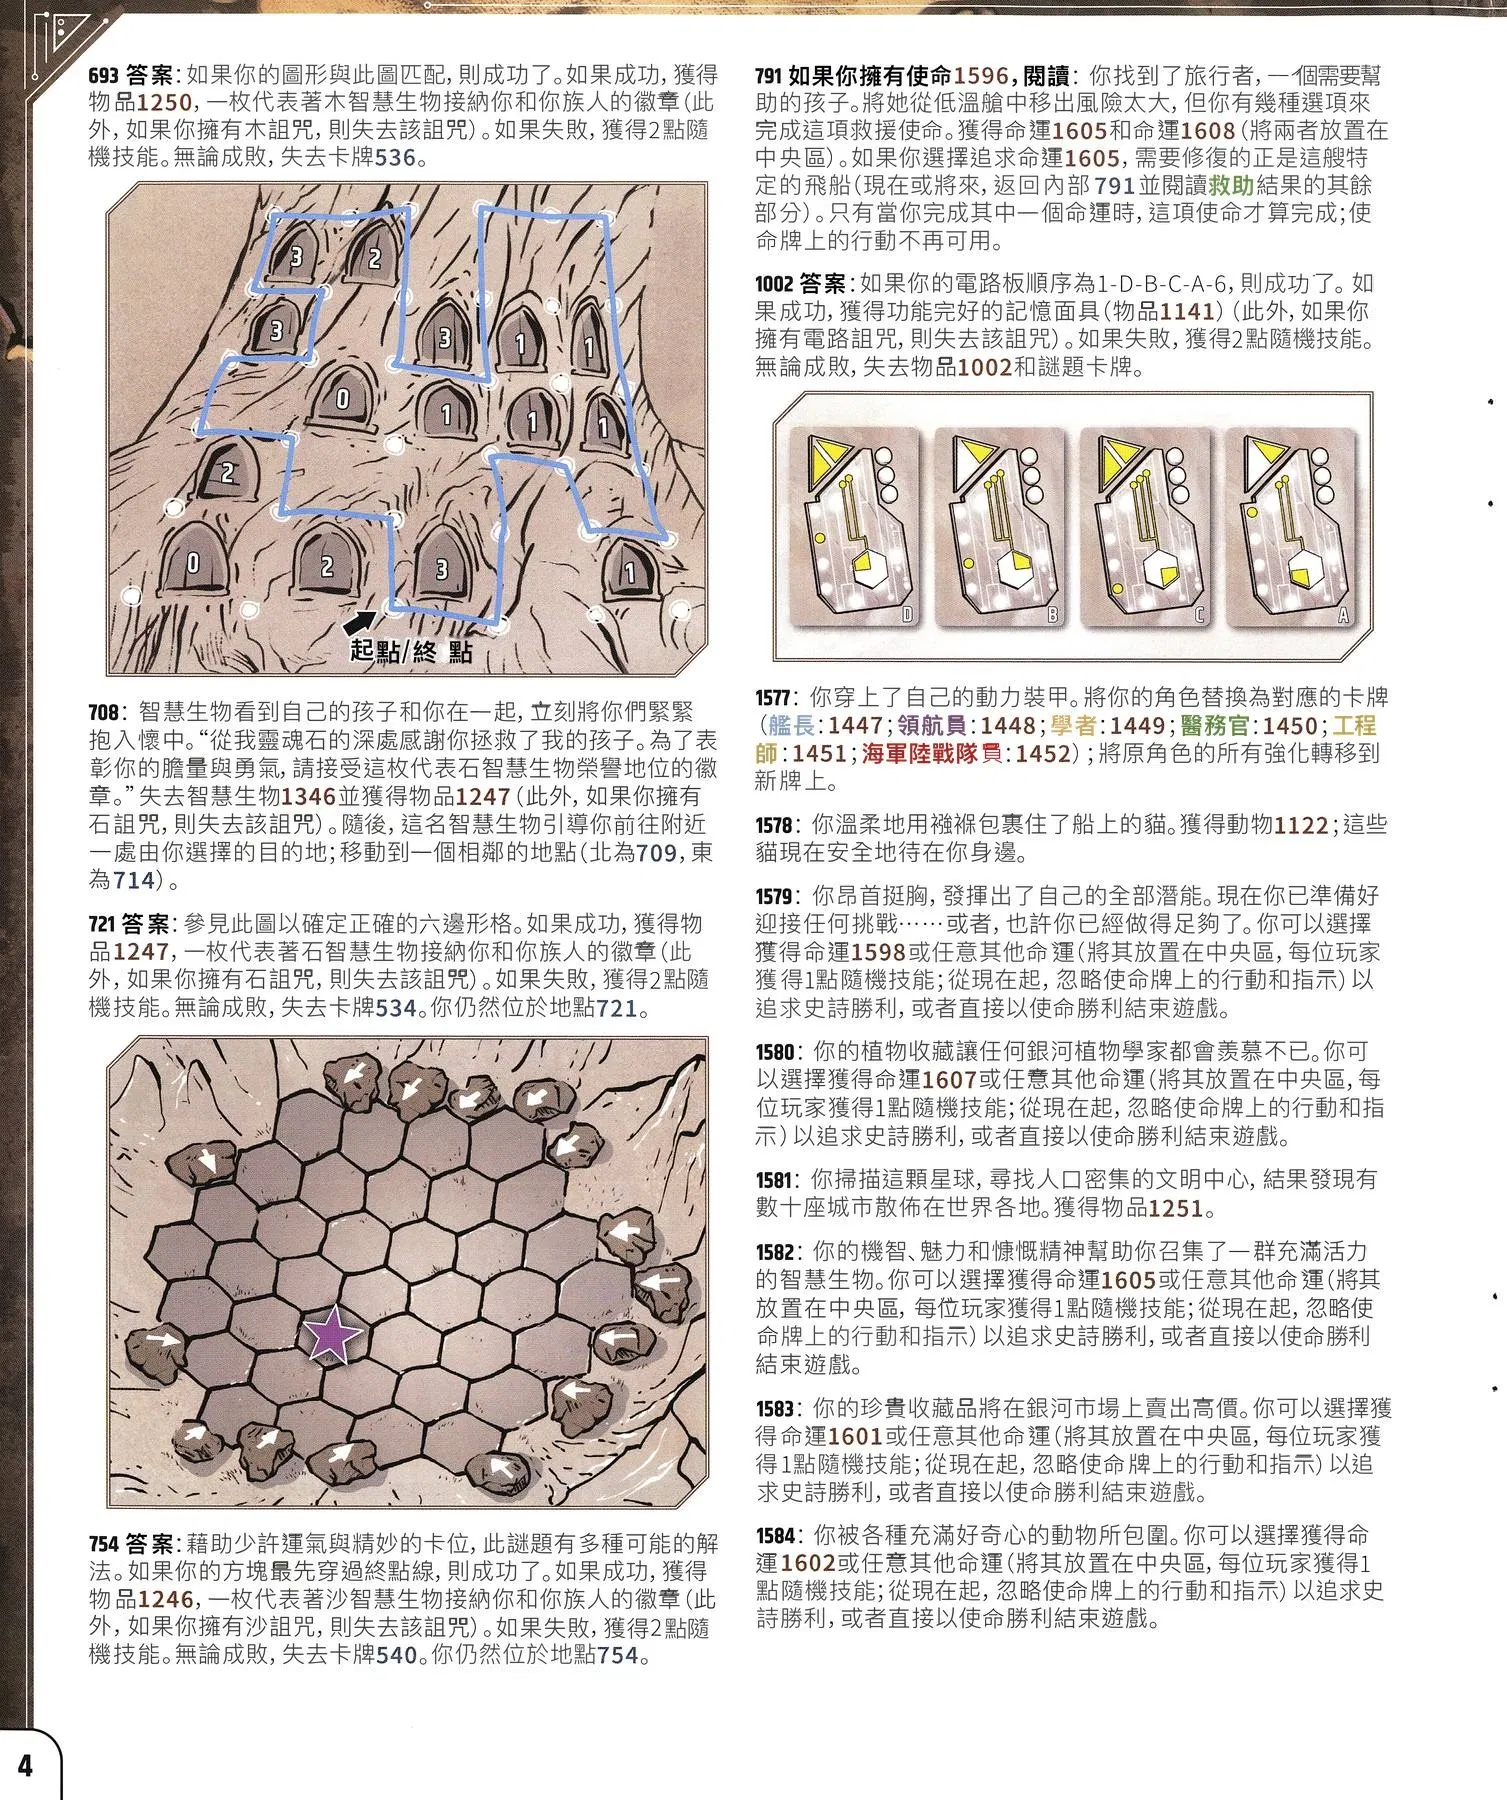 693 答案：如果你的圖形與此圖匹配，則成功了。如果成功，獲得
物品1250，一枚代表著木智慧生物接納你和你族人的徽章（此
外，如果你擁有木詛咒，則失去該詛咒）。如果失敗，獲得2點隨
機技能。無論成敗，失去卡牌536。
3
2
3
3
1
1
0
1
1
1
2
0
2
3
1
起點/終 點
708： 智慧生物看到自己的孩子和你在一起，立刻將你們緊緊
抱入懷中。“從我靈魂石的深處感謝你拯救了我的孩子。為了表
彰你的膽量與勇氣，請接受這枚代表石智慧生物榮譽地位的徽
章。”失去智慧生物1346並獲得物品1247（此外，如果你擁有
石詛咒，則失去該詛咒）。隨後，這名智慧生物引導你前往附近
一處由你選擇的目的地；移動到一個相鄰的地點（北為709，東
為714）。
721 答案：參見此圖以確定正確的六邊形格。如果成功，獲得物
品1247，一枚代表著石智慧生物接納你和你族人的徽章（此
外，如果你擁有石詛咒，則失去該詛咒）。如果失敗，獲得2點隨
機技能。無論成敗，失去卡牌534。你仍然位於地點721。
754 答案：藉助少許運氣與精妙的卡位，此謎題有多種可能的解
法。如果你的方塊最先穿過終點線，則成功了。如果成功，獲得
物品1246，一枚代表著沙智慧生物接納你和你族人的徽章（此
外，如果你擁有沙詛咒，則失去該詛咒）。如果失敗，獲得2點隨
機技能。無論成敗，失去卡牌540。你仍然位於地點754。
4
791 如果你擁有使命1596，閱讀： 你找到了旅行者，一個需要幫
助的孩子。將她從低溫艙中移出風險太大，但你有幾種選項來
完成這項救援使命。獲得命運1605和命運1608（將兩者放置在
中央區）。如果你選擇追求命運1605，需要修復的正是這艘特
定的飛船（現在或將來，返回內部791並閱讀救助結果的其餘
部分）。只有當你完成其中一個命運時，這項使命才算完成；使
命牌上的行動不再可用。
1002 答案：如果你的電路板順序為1-D-B-C-A-6，則成功了。如
果成功，獲得功能完好的記憶面具（物品1141）（此外，如果你
擁有電路詛咒，則失去該詛咒）。如果失敗，獲得2點隨機技能。
無論成敗，失去物品1002和謎題卡牌。
D
B
C
A
1577： 你穿上了自己的動力裝甲。將你的角色替換為對應的卡牌
（艦長：1447；領航員：1448；學者：1449；醫務官：1450；工程
師：1451；海軍陸戰隊員：1452）；將原角色的所有強化轉移到
新牌上。
1578： 你溫柔地用襁褓包裹住了船上的貓。獲得動物1122；這些
貓現在安全地待在你身邊。
1579： 你昂首挺胸，發揮出了自己的全部潛能。現在你已準備好
迎接任何挑戰……或者，也許你已經做得足夠了。你可以選擇
獲得命運1598或任意其他命運（將其放置在中央區，每位玩家
獲得1點隨機技能；從現在起，忽略使命牌上的行動和指示）以
追求史詩勝利，或者直接以使命勝利結束遊戲。
1580： 你的植物收藏讓任何銀河植物學家都會羨慕不已。你可
以選擇獲得命運1607或任意其他命運（將其放置在中央區，每
位玩家獲得1點隨機技能；從現在起，忽略使命牌上的行動和指
示）以追求史詩勝利，或者直接以使命勝利結束遊戲。
1581： 你掃描這顆星球，尋找人口密集的文明中心，結果發現有
數十座城市散佈在世界各地。獲得物品1251。
1582： 你的機智、魅力和慷慨精神幫助你召集了一群充滿活力
的智慧生物。你可以選擇獲得命運1605或任意其他命運（將其
放置在中央區，每位玩家獲得1點隨機技能；從現在起，忽略使
命牌上的行動和指示）以追求史詩勝利，或者直接以使命勝利
結束遊戲。
1583： 你的珍貴收藏品將在銀河市場上賣出高價。你可以選擇獲
得命運1601或任意其他命運（將其放置在中央區，每位玩家獲
得1點隨機技能；從現在起，忽略使命牌上的行動和指示）以追
求史詩勝利，或者直接以使命勝利結束遊戲。
1584： 你被各種充滿好奇心的動物所包圍。你可以選擇獲得命
運1602或任意其他命運（將其放置在中央區，每位玩家獲得1
點隨機技能；從現在起，忽略使命牌上的行動和指示）以追求史
詩勝利，或者直接以使命勝利結束遊戲。